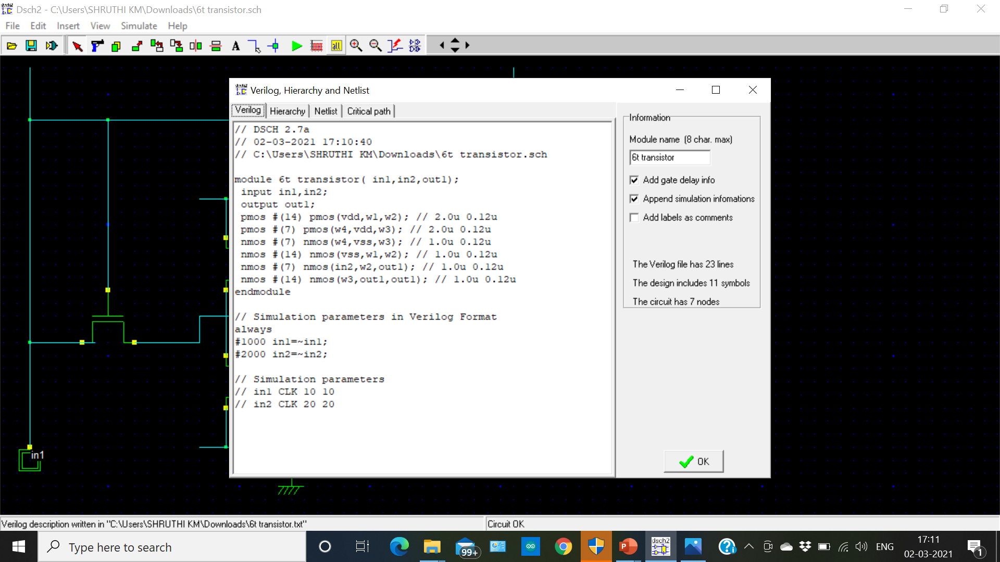 Dsch2 - C:\Users\SHRUTHI KM\Downloads\6t transistor.sch
File Edit Insert View Simulate Help
A
all
Verilog, Hierarchy and Netlist
Verilog Hierarchy Netlist Critical path
// DSCH 2.7a
// 02-03-2021 17:10:40
// C:\Users\SHRUTHI KM\Downloads\6t transistor.sch
module 6t transistor( in1,in2,out1);
input in1,in2;
output out1;
pmos #(14) pmos(vdd,w1,w2); // 2.0u 0.12u
pmos #(7) pmos(w4,vdd,w3); // 2.0u 0.12u
nmos #(7) nmos(w4,vss,w3); // 1.0u 0.12u
nmos #(14) nmos(vss,w1,w2); // 1.0u 0.12u
nmos #(7) nmos(in2,w2,out1); // 1.0u 0.12u
nmos #(14) nmos(w3,out1,out1); // 1.0u 0.12u
endmodule
// Simulation parameters in Verilog Format
always
#1000 in1=~in1;
#2000 in2=~in2;
// Simulation parameters
// in1 CLK 10 10
// in2 CLK 20 20
Information
Module name (8 char. max)
6t transistor
Add gate delay info
Append simulation infomations
Add labels as comments
The Verilog file has 23 lines
The design includes 11 symbols
The circuit has 7 nodes
OK
in1
Verilog description written in "C:\Users\SHRUTHI KM\Downloads\6t transistor.txt"
Circuit OK
Type here to search
99+
P
dsch2
ENG
17:11
02-03-2021
1